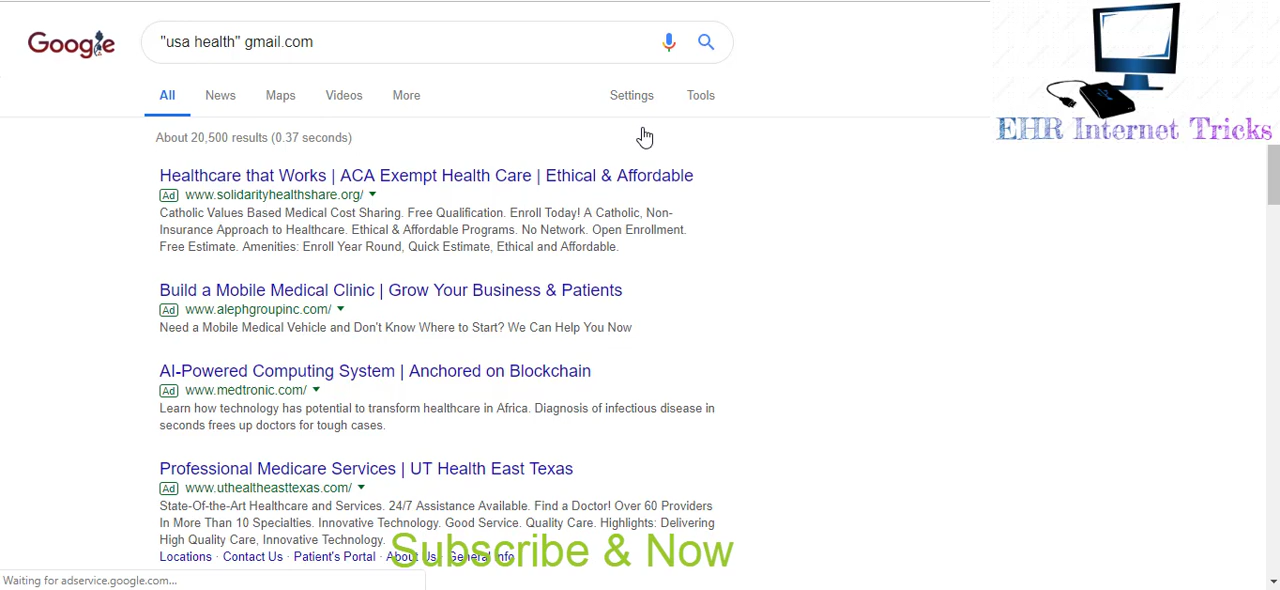 Google
"usa health" gmail.com
All News Maps Videos More Settings Tools
EHR Internet Tricks
About 20,500 results (0.37 seconds)
Healthcare that Works | ACA Exempt Health Care | Ethical & Affordable
Ad www.solidarityhealthshare.org/
Catholic Values Based Medical Cost Sharing. Free Qualification. Enroll Today! A Catholic, Non-
Insurance Approach to Healthcare. Ethical & Affordable Programs. No Network. Open Enrollment.
Free Estimate. Amenities: Enroll Year Round, Quick Estimate, Ethical and Affordable.
Build a Mobile Medical Clinic | Grow Your Business & Patients
Ad www.alephgroupinc.com/
Need a Mobile Medical Vehicle and Don't Know Where to Start? We Can Help You Now
AI-Powered Computing System | Anchored on Blockchain
Ad www.medtronic.com/
Learn how technology has potential to transform healthcare in Africa. Diagnosis of infectious disease in
seconds frees up doctors for tough cases.
Professional Medicare Services | UT Health East Texas
Ad www.uthealtheasttexas.com/
State-Of-the-Art Healthcare and Services. 24/7 Assistance Available. Find a Doctor! Over 60 Providers
In More Than 10 Specialties. Innovative Technology. Good Service. Quality Care. Highlights: Delivering
High Quality Care, Innovative Technology.
Locations · Contact Us · Patient's Portal · About Us · General Info
Subscribe & Now
Waiting for adservice.google.com...